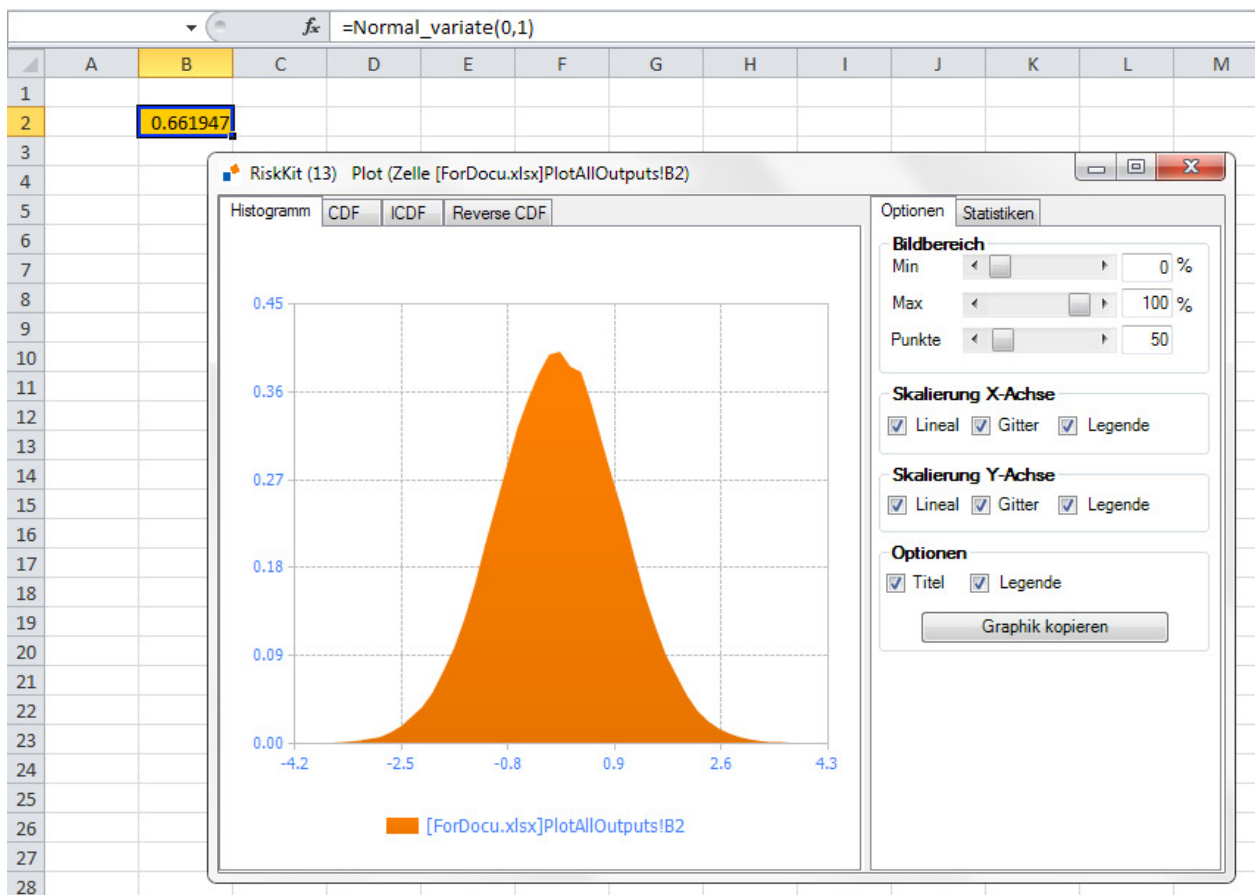 fx =Normal_variate(0,1)
A B C D E F G H I J K L M
1
2 0.661947
3
4
5
6
7
8
9
10
11
12
13
14
15
16
17
18
19
20
21
22
23
24
25
26
27
28
RiskKit (13) Plot (Zelle [ForDocu.xlsx]PlotAllOutputs!B2)
Histogramm CDF ICDF Reverse CDF
0.45
0.36
0.27
0.18
0.09
0.00
-4.2 -2.5 -0.8 0.9 2.6 4.3
[ForDocu.xlsx]PlotAllOutputs!B2
Optionen Statistiken
Bildbereich
Min 0 %
Max 100 %
Punkte 50
Skalierung X-Achse
Lineal Gitter Legende
Skalierung Y-Achse
Lineal Gitter Legende
Optionen
Titel Legende
Graphik kopieren